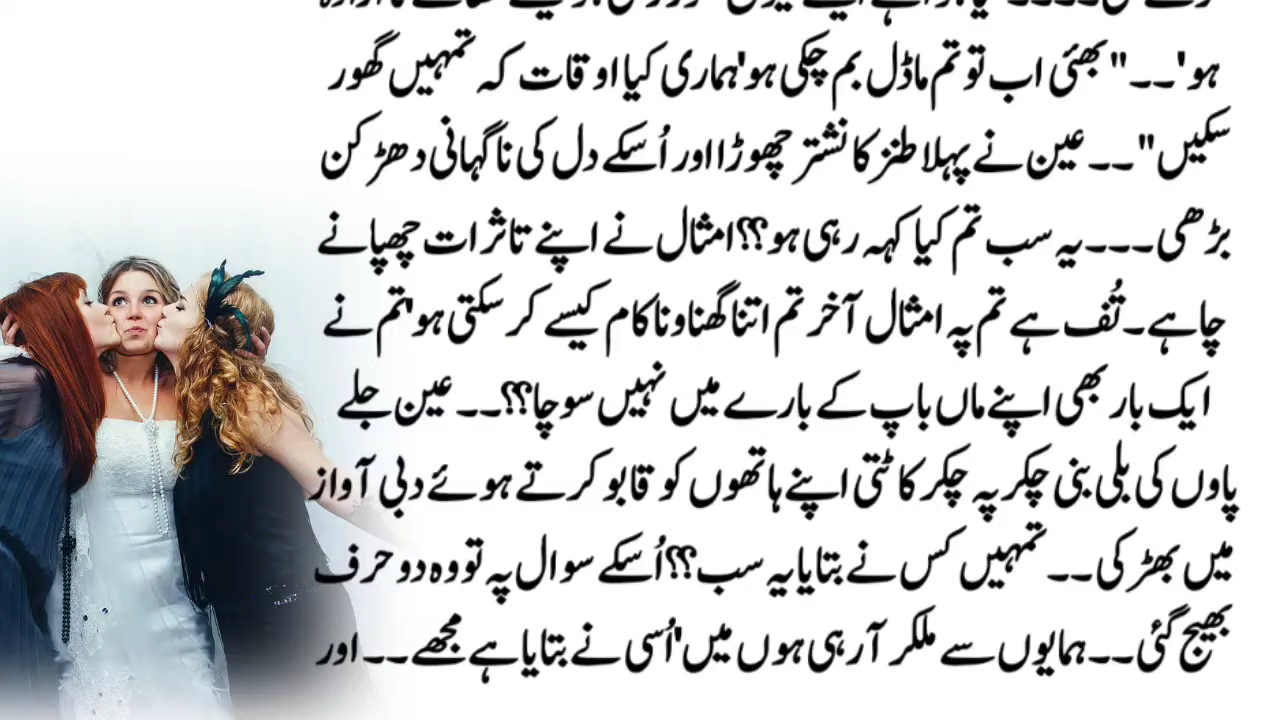 ہو'۔۔" بھئی اب تو تم ماڈل بم چکی ہو'ہماری کیا اوقات کہ تمہیں گھور
سکیں"۔۔عین نے پہلا طنز کا نشتر چھوڑا اور اُسکے دل کی ناگہانی دھڑکن
بڑھی۔۔۔یہ سب تم کیا کہہ رہی ہو؟؟امثال نے اپنے تاثرات چھپانے
چاہے۔تُف ہے تم پہ امثال آخر تم اتنا گھناونا کام کیسے کر سکتی ہو'تم نے
ایک بار بھی اپنے ماں باپ کے بارے میں نہیں سوچا؟؟؟۔۔عین جلے
پاوں کی بلی بنی چکر پہ چکر کاٹتی اپنے ہاتھوں کو قابو کرتے ہوئے دبی آواز
میں بھڑکی۔۔تمہیں کس نے بتایا یہ سب؟؟اُسکے سوال پہ تو وہ دو حرف
بھیج گئی۔۔ہمایوں سے ملکر آ رہی ہوں میں'اُسی نے بتایا ہے مجھے۔۔اور